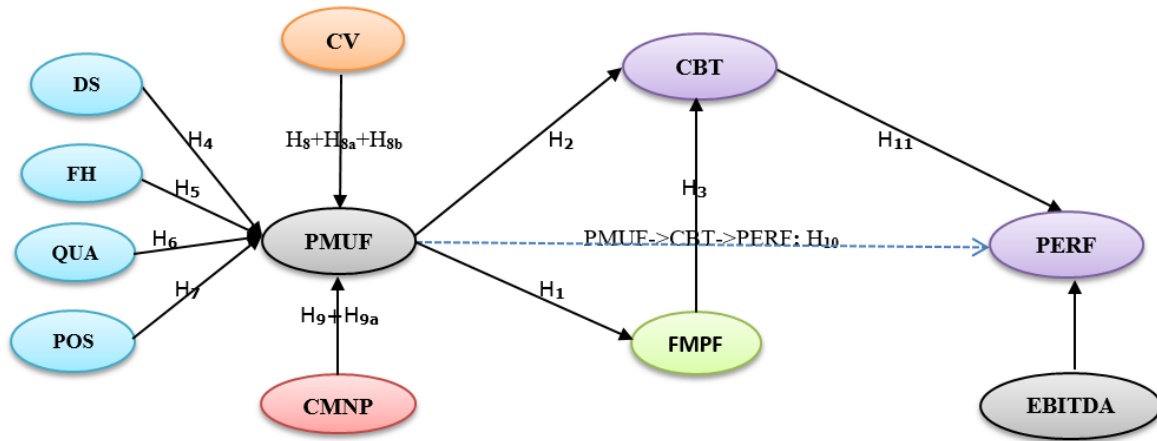 CV
CBT
DS
H₄
H₈+H₈ₐ+H₈b
H₂
H₁₁
FH
H₅
H₃
H₆
QUA
PMUF
PMUF->CBT->PERF: H₁₀
PERF
H₇
H₁
H₉+H₉ₐ
POS
FMPF
CMNP
EBITDA